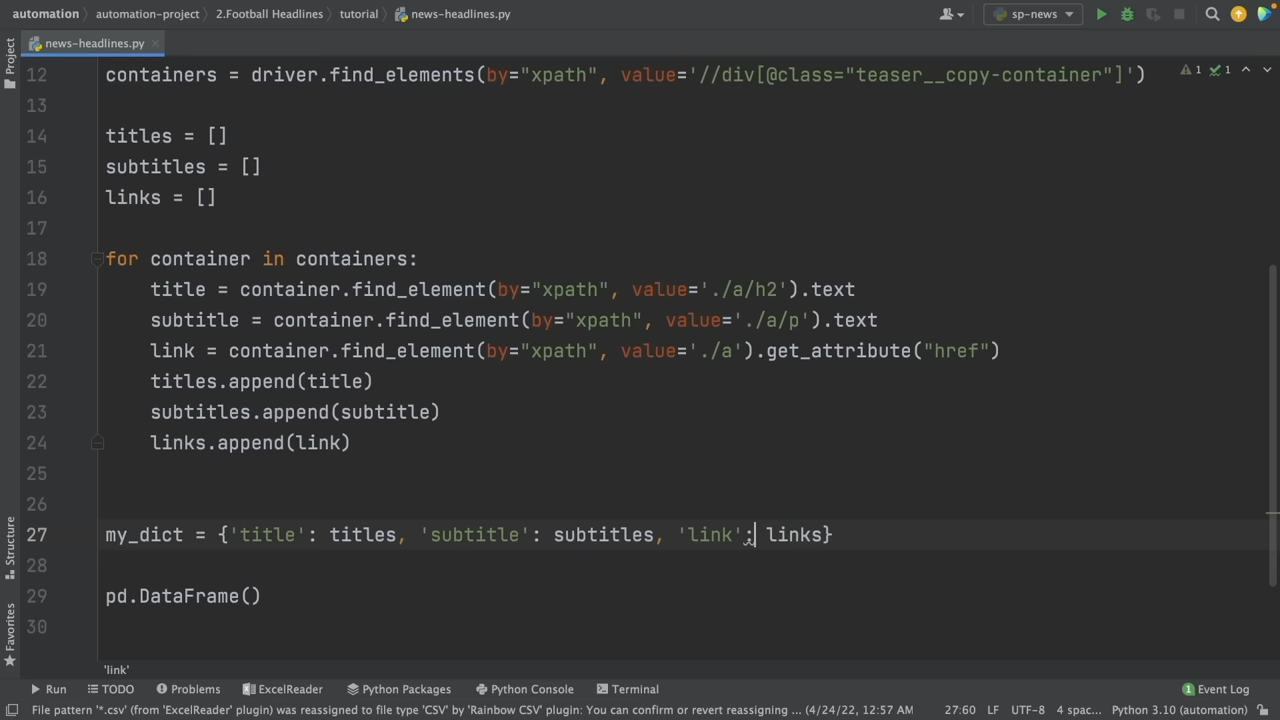 automation automation-project 2.Football Headlines tutorial news-headlines.py sp-news
news-headlines.py
Project
12 containers = driver.find_elements(by="xpath", value='//div[@class="teaser__copy-container"]') 1 1
13
14 titles = []
15 subtitles = []
16 links = []
17
18 for container in containers:
19 title = container.find_element(by="xpath", value='./a/h2').text
20 subtitle = container.find_element(by="xpath", value='./a/p').text
21 link = container.find_element(by="xpath", value='./a').get_attribute("href")
22 titles.append(title)
23 subtitles.append(subtitle)
24 links.append(link)
25
26
27 my_dict = {'title': titles, 'subtitle': subtitles, 'link': links}
28
29 pd.DataFrame()
30
Structure
Favorites
'link'
Run TODO Problems ExcelReader Python Packages Python Console Terminal 1 Event Log
File pattern '*.csv' (from 'ExcelReader' plugin) was reassigned to file type 'CSV' by 'Rainbow CSV' plugin: You can confirm or revert reassigning ... (4/24/22, 12:57 AM 27:60 LF UTF-8 4 spac... Python 3.10 (automation)